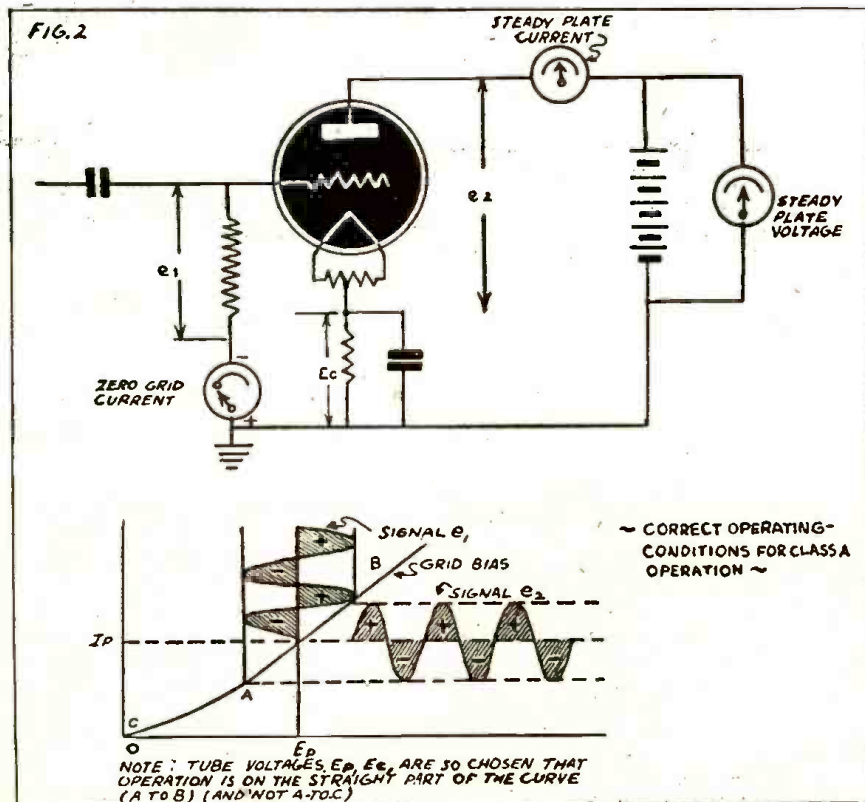 FIG.2
STEADY PLATE
CURRENT
e1
e2
STEADY
PLATE
VOLTAGE
Ec
-
ZERO GRID
CURRENT
+
SIGNAL e1
B
GRID BIAS
~ CORRECT OPERATING-
CONDITIONS FOR CLASS A
OPERATION ~
SIGNAL e2
+
-
+
-
+ + +
- - -
IP
A
C
O
EP
NOTE: TUBE VOLTAGES, Ep, Ec, ARE SO CHOSEN THAT
OPERATION IS ON THE STRAIGHT PART OF THE CURVE
(A TO B) (AND NOT A-TO-C)